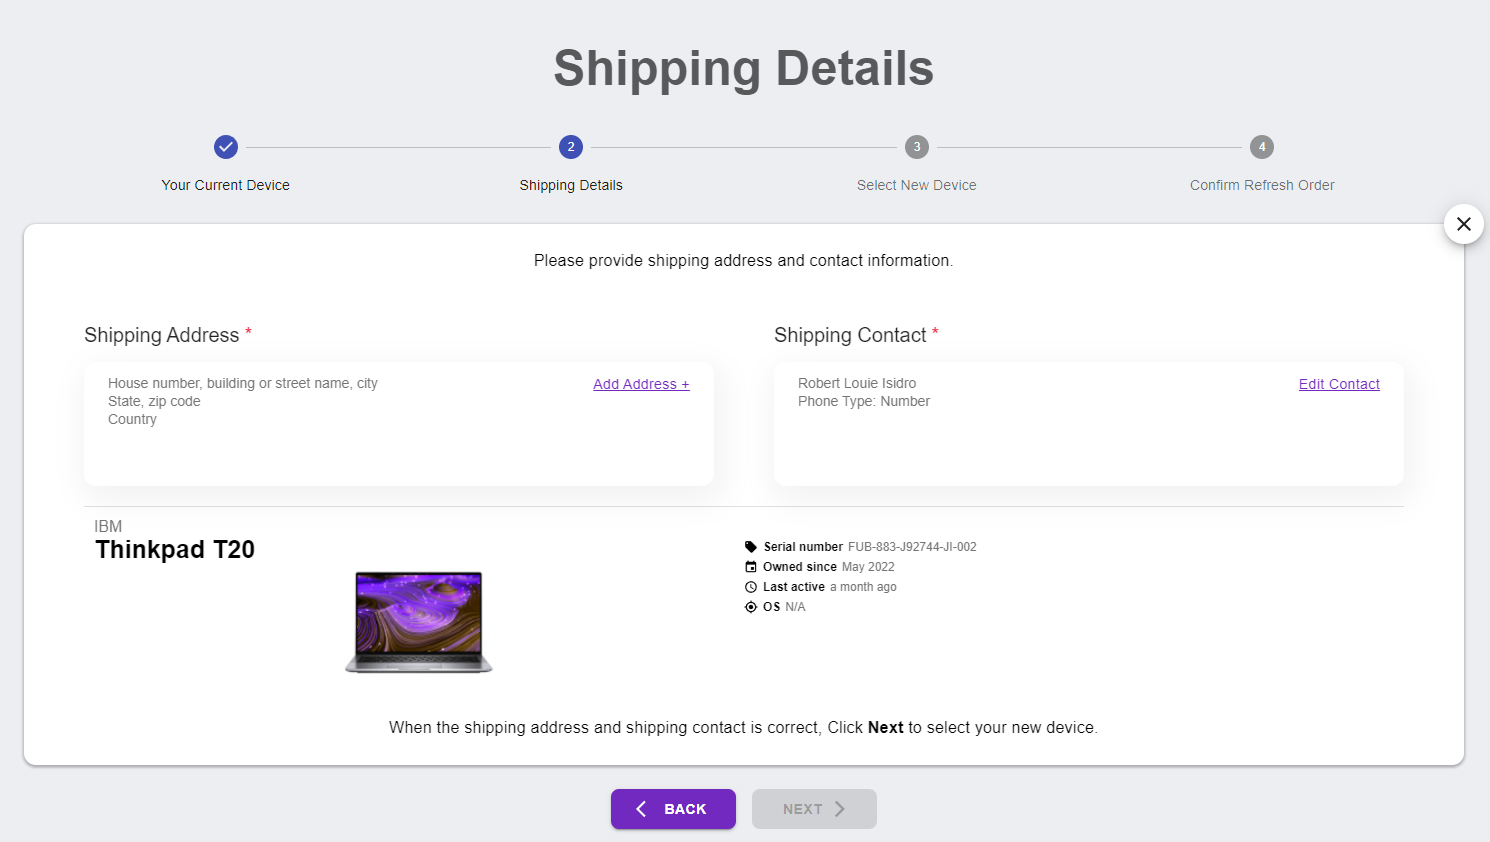 Shipping Details
2
3
4
Your Current Device
Shipping Details
Select New Device
Confirm Refresh Order
Please provide shipping address and contact information.
Shipping Address *
Shipping Contact *
House number, building or street name, city
State, zip code
Country
Add Address +
Robert Louie Isidro
Phone Type: Number
Edit Contact
IBM
Thinkpad T20
Serial number FUB-883-J92744-JI-002
Owned since May 2022
Last active a month ago
OS N/A
When the shipping address and shipping contact is correct, Click Next to select your new device.
BACK
NEXT